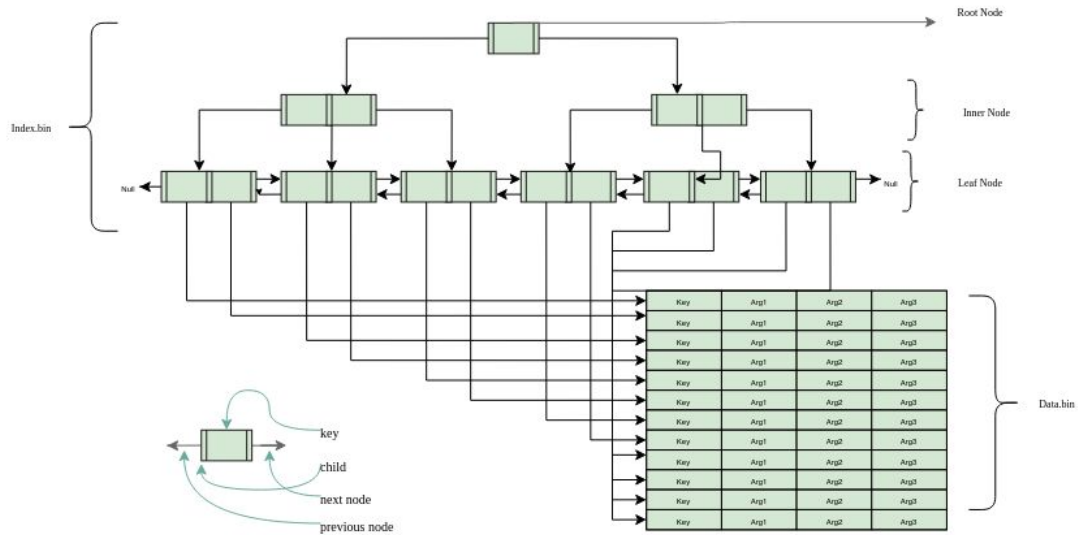 Root Node
Index.bin
Inner Node
Null
Null
Leaf Node
Key Arg1 Arg2 Arg3
Key Arg1 Arg2 Arg3
Key Arg1 Arg2 Arg3
Key Arg1 Arg2 Arg3
Key Arg1 Arg2 Arg3
Key Arg1 Arg2 Arg3
Key Arg1 Arg2 Arg3
Key Arg1 Arg2 Arg3
Key Arg1 Arg2 Arg3
Key Arg1 Arg2 Arg3
Key Arg1 Arg2 Arg3
Key Arg1 Arg2 Arg3
Data.bin
key
child
next node
previous node